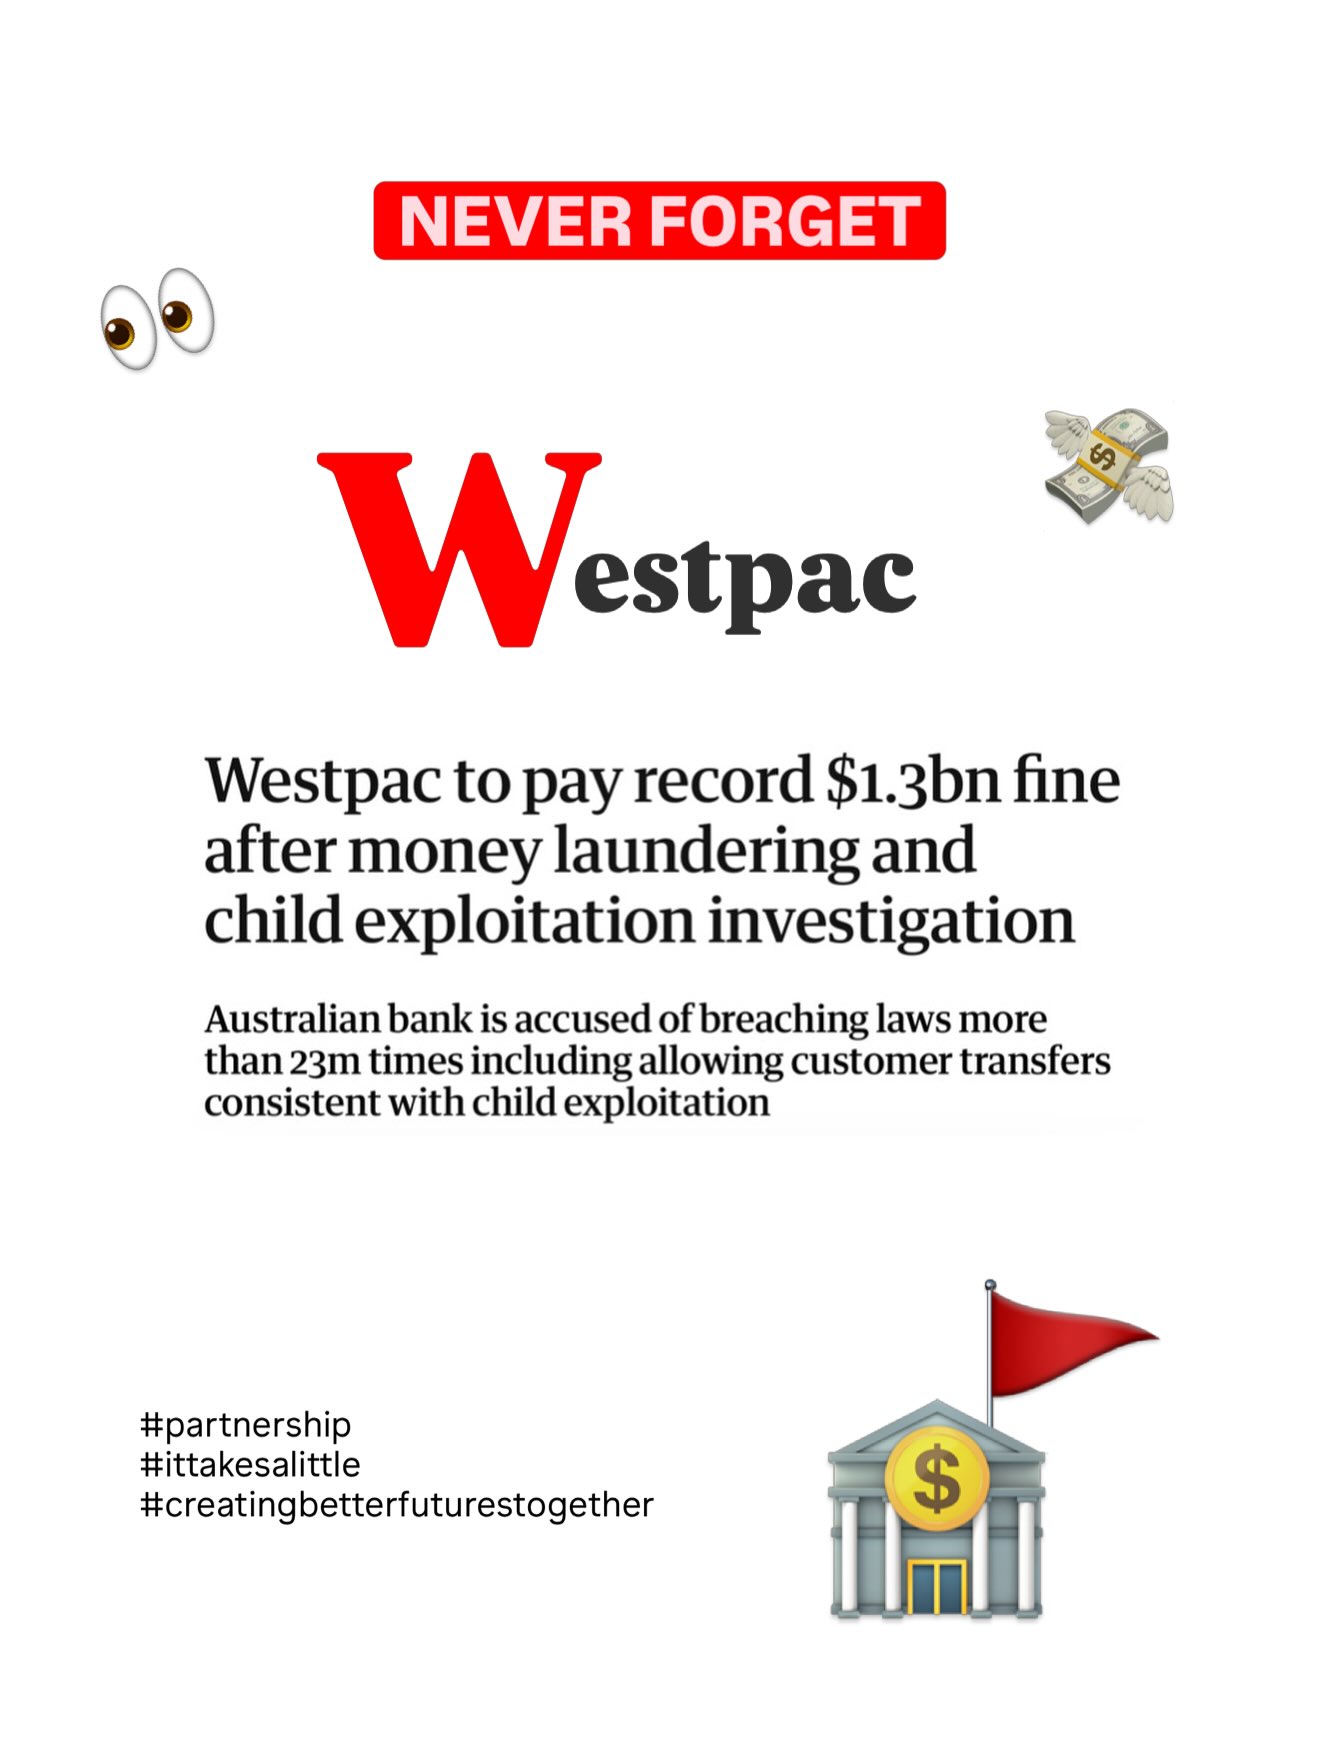 NEVER FORGET
Westpac
Westpac to pay record $1.3bn fine
after money laundering and
child exploitation investigation
Australian bank is accused of breaching laws more
than 23m times including allowing customer transfers
consistent with child exploitation
#partnership
#ittakesalittle
#creatingbetterfuturestogether